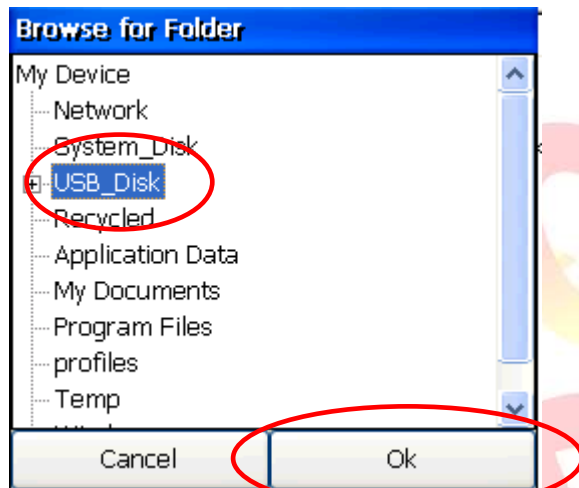 Browse for Folder
My Device
Network
System_Disk
USB_Disk
Recycled
Application Data
My Documents
Program Files
profiles
Temp
Cancel
Ok